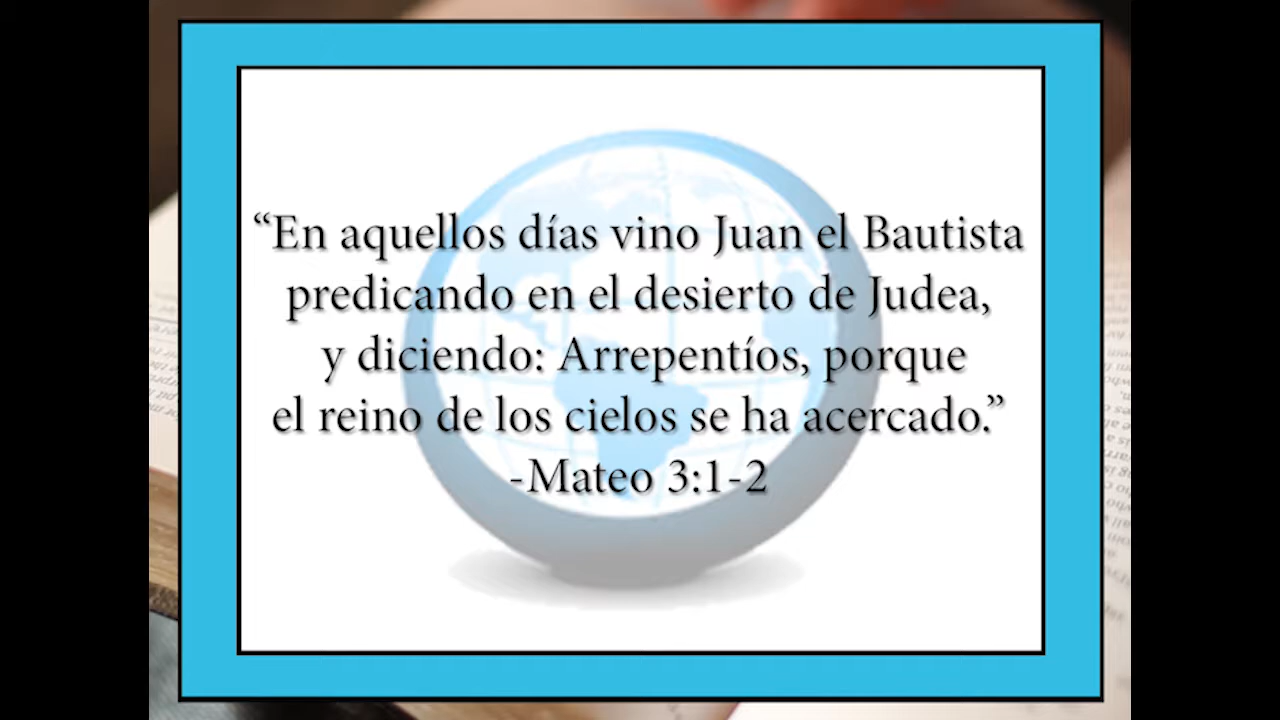 “En aquellos días vino Juan el Bautista
predicando en el desierto de Judea,
y diciendo: Arrepentíos, porque
el reino de los cielos se ha acercado.”
-Mateo 3:1-2